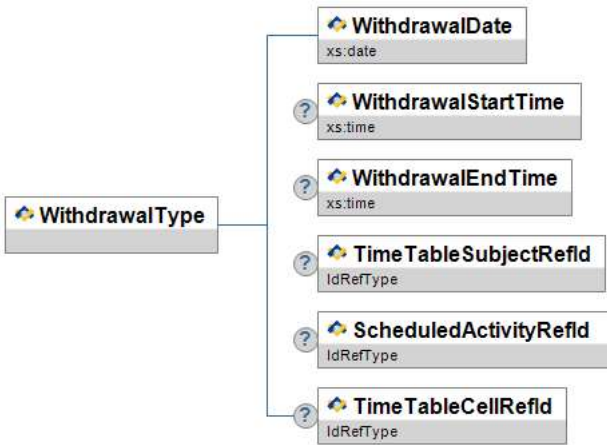 WithdrawalDate
xs:date
?
WithdrawalStartTime
xs:time
?
WithdrawalEndTime
xs:time
WithdrawalType
?
TimeTableSubjectRefId
IdRefType
?
ScheduledActivityRefId
IdRefType
?
TimeTableCellRefId
IdRefType